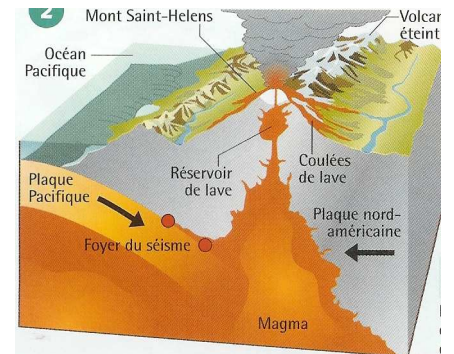 2
Mont Saint-Helens
Volcan
éteint
Océan
Pacifique
Réservoir
de lave
Coulées
de lave
Plaque
Pacifique
Plaque nord-
américaine
Foyer du séisme
Magma